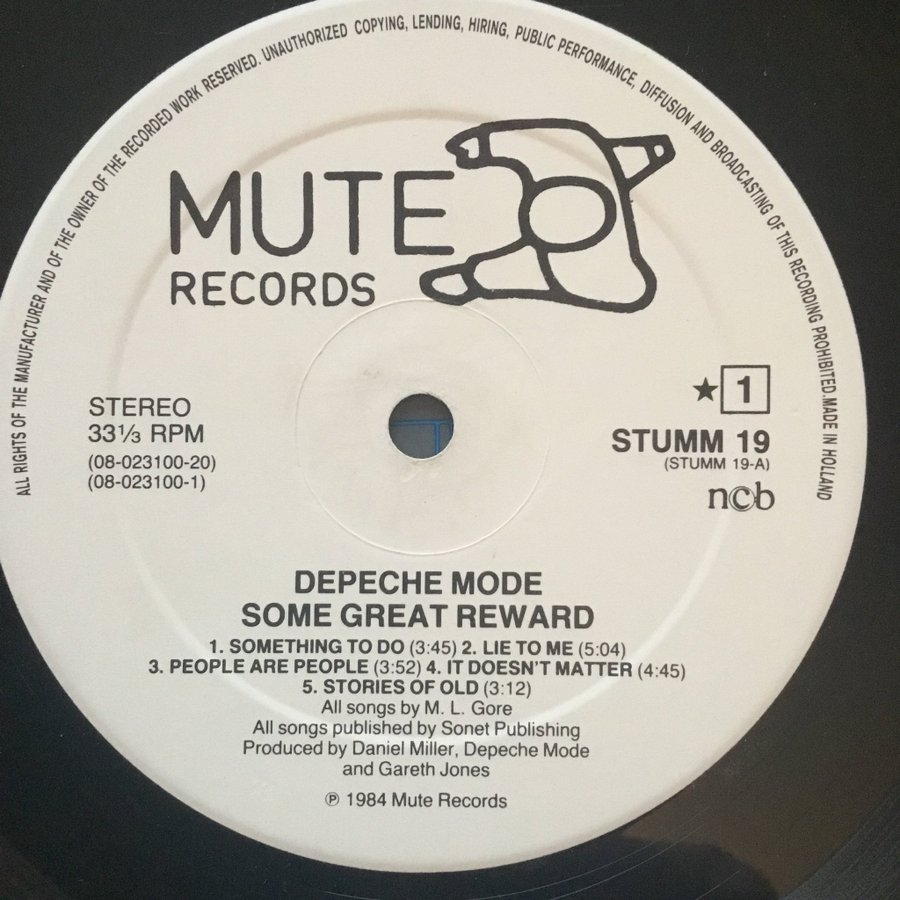 ALL RIGHTS OF THE MANUFACTURER AND OF THE OWNER OF THE RECORDED WORK RESERVED. UNAUTHORIZED COPYING, LENDING, HIRING, PUBLIC PERFORMANCE, DIFFUSION AND BROADCASTING OF THIS RECORDING PROHIBITED. MADE IN HOLLAND
MUTE
RECORDS
STEREO
33⅓ RPM
(08-023100-20)
(08-023100-1)
★ 1
STUMM 19
(STUMM 19-A)
ncb
DEPECHE MODE
SOME GREAT REWARD
1. SOMETHING TO DO (3:45) 2. LIE TO ME (5:04)
3. PEOPLE ARE PEOPLE (3:52) 4. IT DOESN'T MATTER (4:45)
5. STORIES OF OLD (3:12)
All songs by M. L. Gore
All songs published by Sonet Publishing
Produced by Daniel Miller, Depeche Mode
and Gareth Jones
℗ 1984 Mute Records